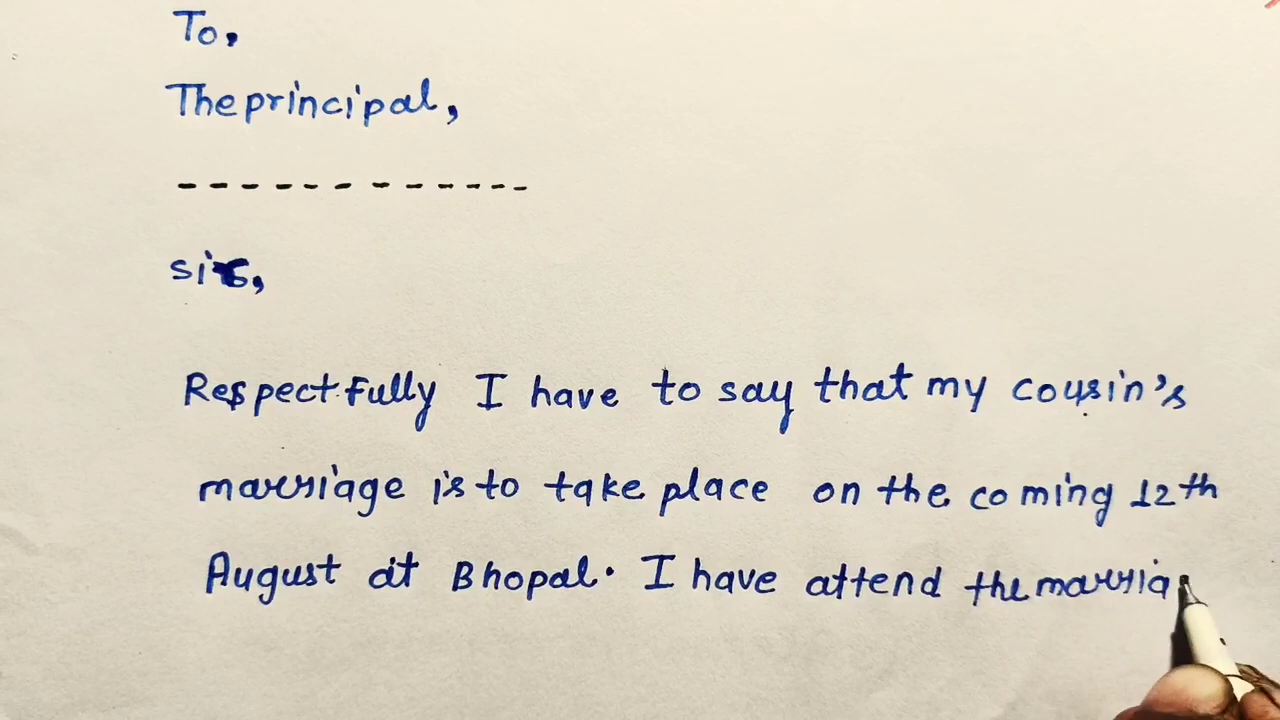 To,
The principal,
-------------
sir,
Respectfully I have to say that my cousin's
marriage is to take place on the coming 12th
August at Bhopal. I have attend the marria